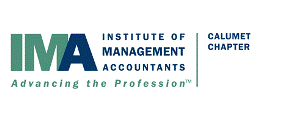 IMA
INSTITUTE OF
MANAGEMENT
ACCOUNTANTS
Advancing the Profession™
CALUMET
CHAPTER